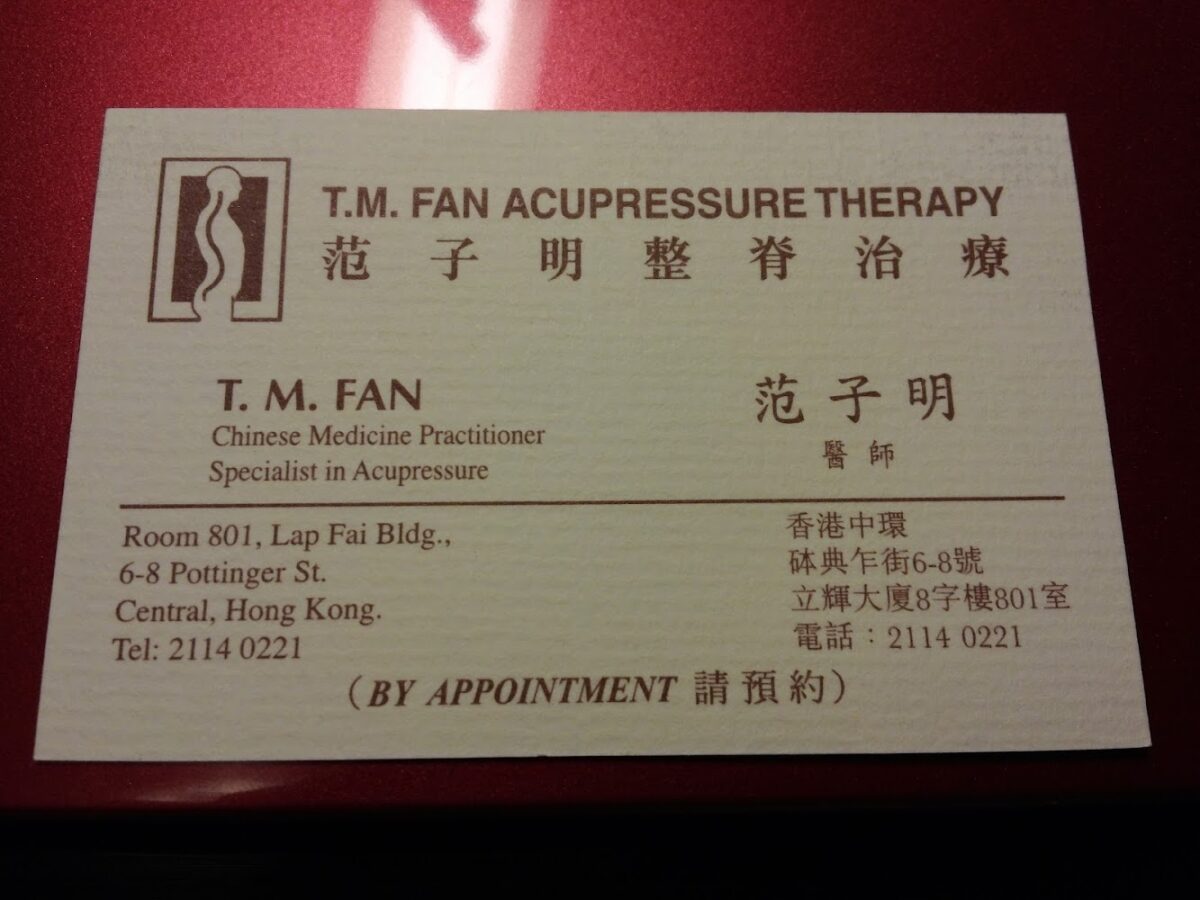 T.M. FAN ACUPRESSURE THERAPY
范子明整脊治療
T. M. FAN
Chinese Medicine Practitioner
Specialist in Acupressure
范子明
醫師
Room 801, Lap Fai Bldg.,
6-8 Pottinger St.
Central, Hong Kong.
Tel: 2114 0221
香港中環
砵典乍街6-8號
立輝大廈8字樓801室
電話：2114 0221
（BY APPOINTMENT 請預約）